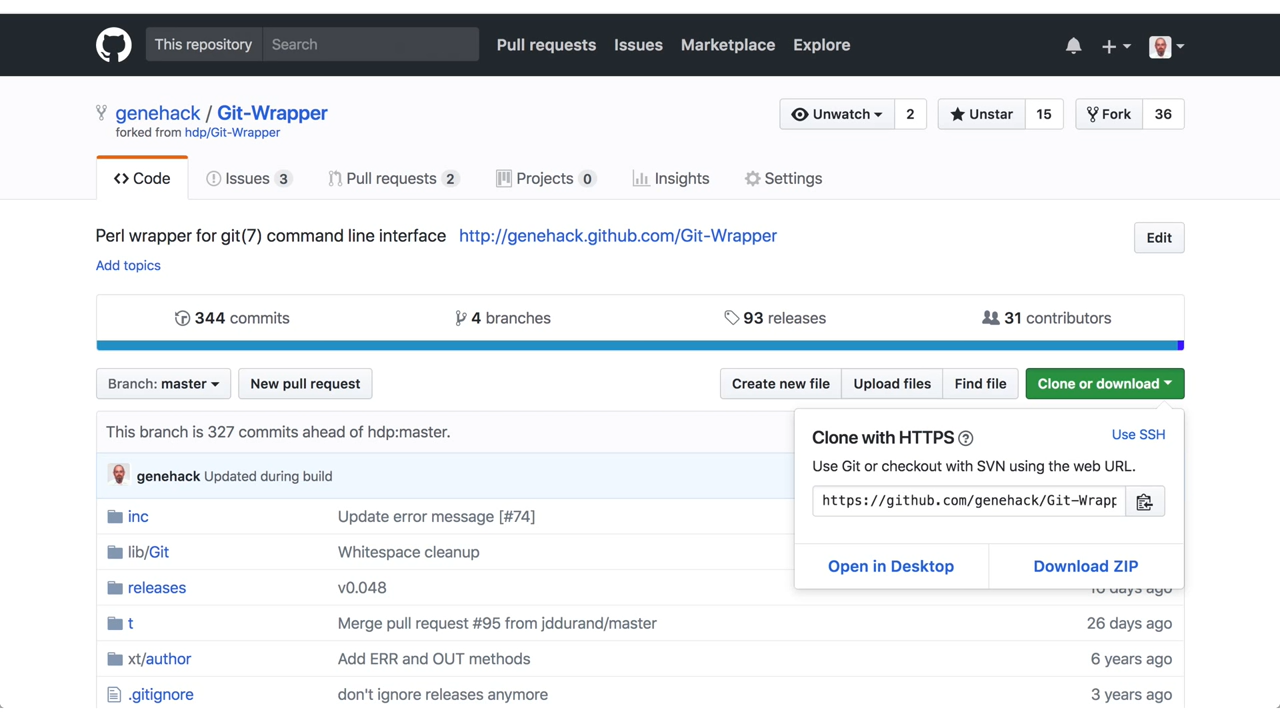 This repository Search Pull requests Issues Marketplace Explore
genehack / Git-Wrapper Unwatch 2 Unstar 15 Fork 36
forked from hdp/Git-Wrapper
Code Issues 3 Pull requests 2 Projects 0 Insights Settings
Perl wrapper for git(7) command line interface http://genehack.github.com/Git-Wrapper Edit
Add topics
344 commits 4 branches 93 releases 31 contributors
Branch: master New pull request Create new file Upload files Find file Clone or download
This branch is 327 commits ahead of hdp:master.
Clone with HTTPS Use SSH
Use Git or checkout with SVN using the web URL.
https://github.com/genehack/Git-Wrapp
Open in Desktop Download ZIP
genehack Updated during build
inc Update error message [#74]
lib/Git Whitespace cleanup
releases v0.048 days ago
t Merge pull request #95 from jddurand/master 26 days ago
xt/author Add ERR and OUT methods 6 years ago
.gitignore don't ignore releases anymore 3 years ago